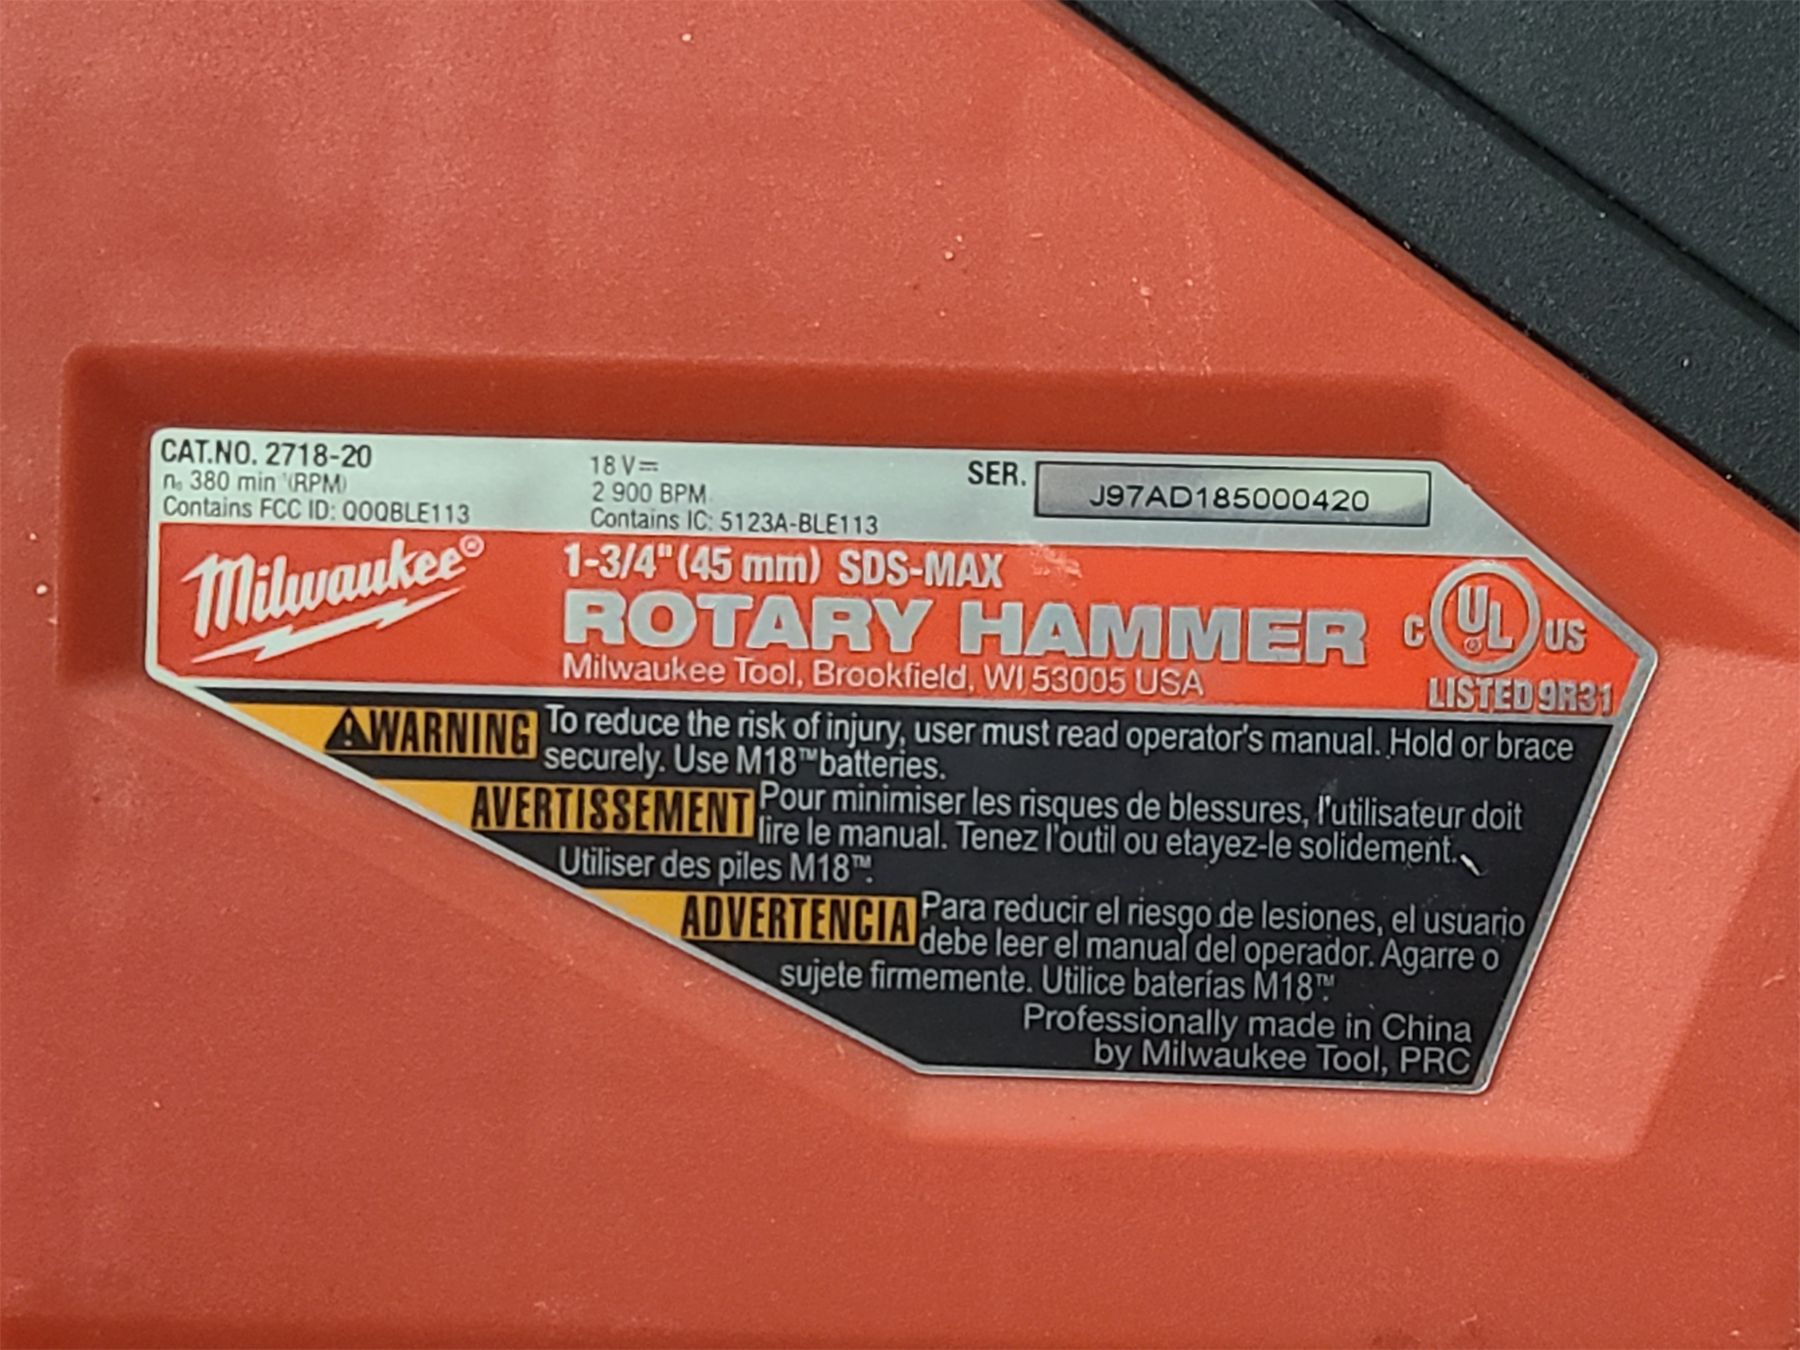 CAT.NO. 2718-20
n₀ 380 min⁻¹(RPM)
Contains FCC ID: QOQBLE113
18 V⎓
2 900 BPM
Contains IC: 5123A-BLE113
SER. J97AD185000420
Milwaukee®
1-3/4" (45 mm) SDS-MAX
ROTARY HAMMER
Milwaukee Tool, Brookfield, WI 53005 USA
C UL® US
LISTED 9R31
⚠WARNING To reduce the risk of injury, user must read operator's manual. Hold or brace
securely. Use M18™ batteries.
AVERTISSEMENT Pour minimiser les risques de blessures, l'utilisateur doit
lire le manual. Tenez l'outil ou etayez-le solidement.
Utiliser des piles M18™.
ADVERTENCIA Para reducir el riesgo de lesiones, el usuario
debe leer el manual del operador. Agarre o
sujete firmemente. Utilice baterías M18™.
Professionally made in China
by Milwaukee Tool, PRC